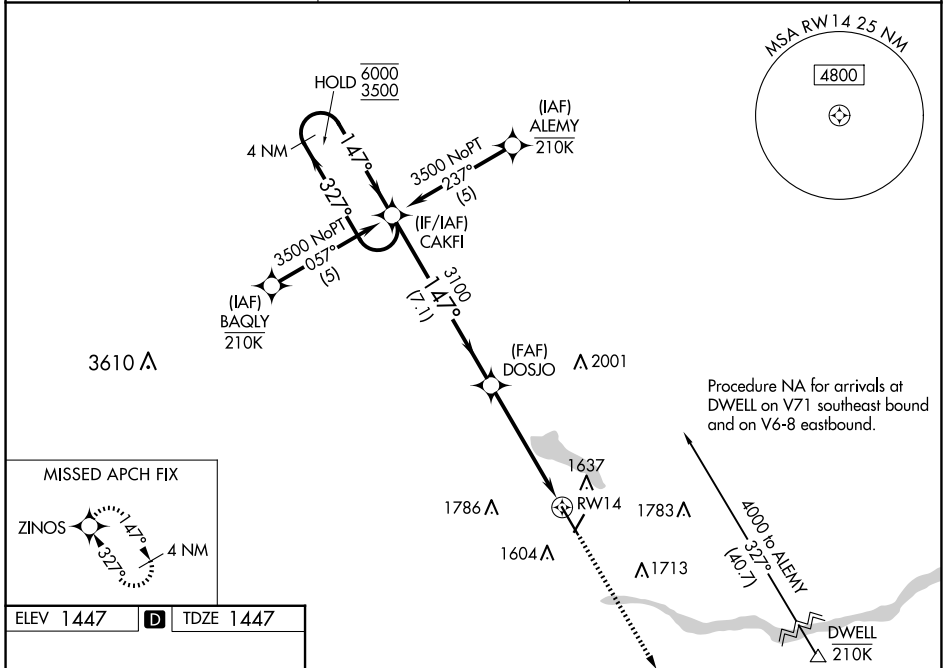 MSA RW14 25 NM
4800
HOLD
6000
3500
4 NM
147°
327°
(IAF)
ALEMY
210K
3500 NoPT
237°
(5)
(IF/IAF)
CAKFI
3500 NoPT
057°
(5)
(IAF)
BAQLY
210K
3100
147°
(7.1)
3610
(FAF)
DOSJO
2001
Procedure NA for arrivals at
DWELL on V71 southeast bound
and on V6-8 eastbound.
1637
RW14
1786
1783
1604
1713
4000 to ALEMY
327°
(40.7)
DWELL
210K
MISSED APCH FIX
ZINOS
147°
327°
4 NM
ELEV 1447 D TDZE 1447